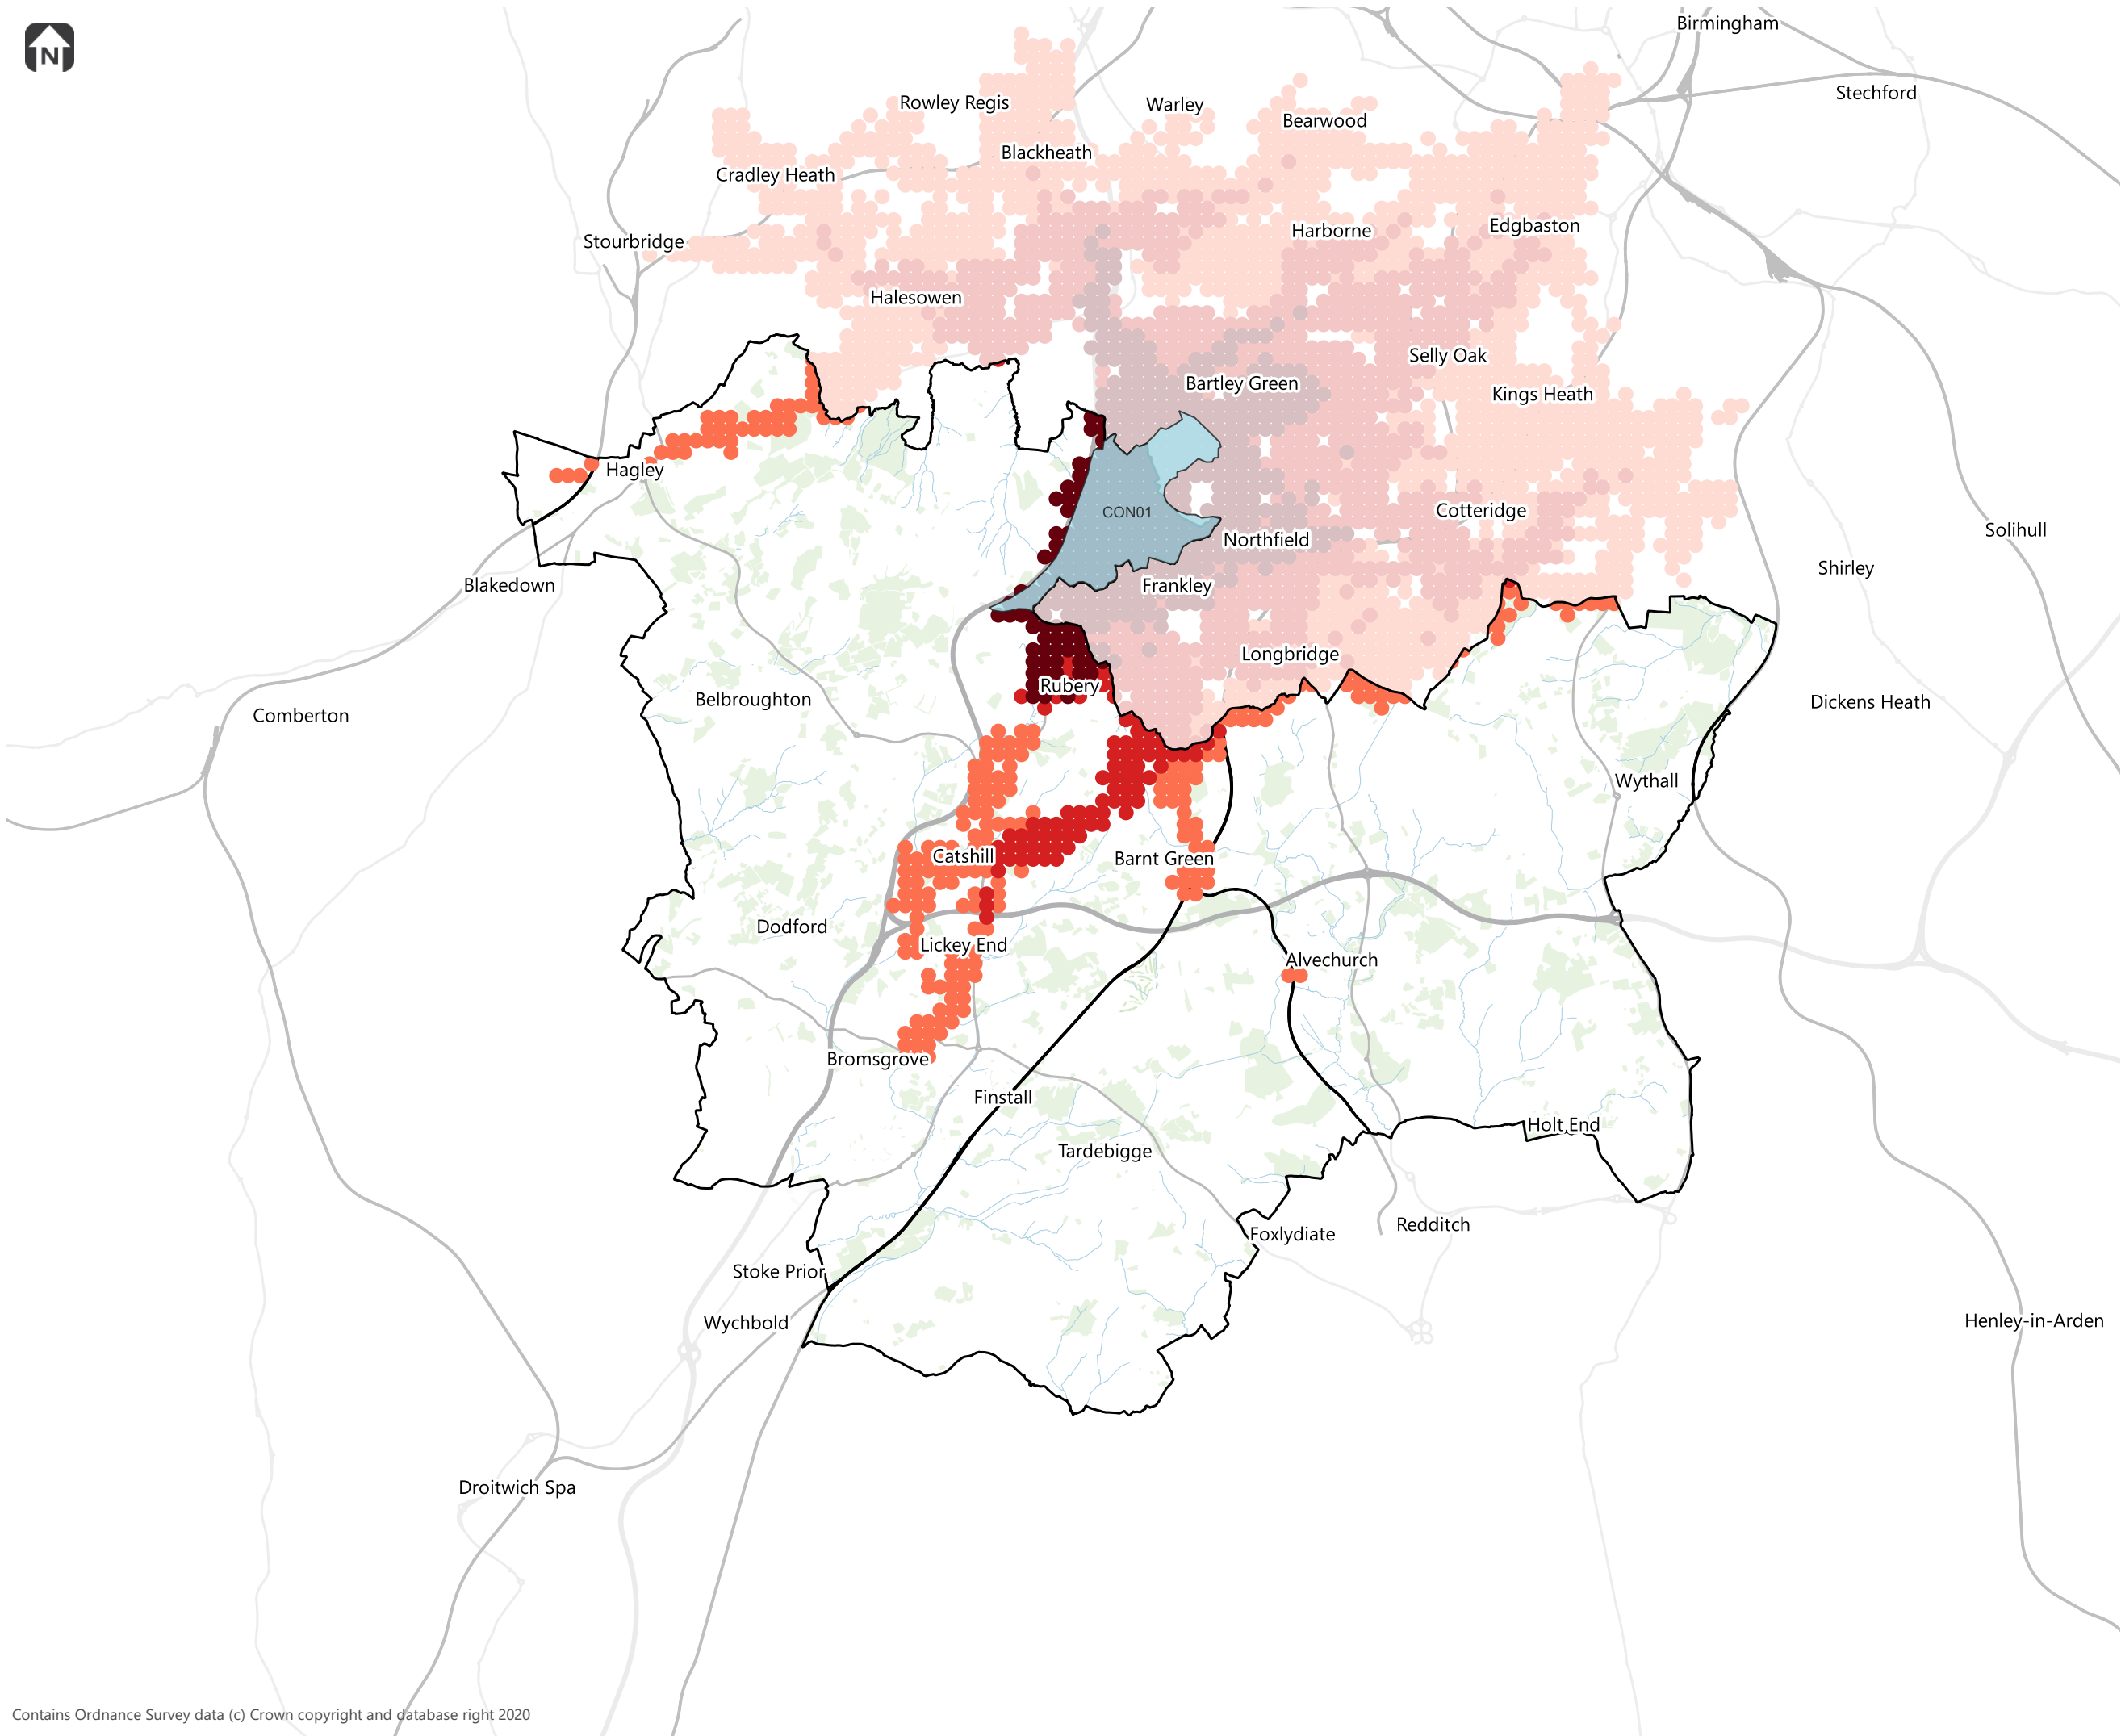 Birmingham
N
Stechford
Rowley Regis
Warley
Bearwood
Blackheath
Cradley Heath
Edgbaston
Harborne
Stourbridge
Halesowen
Selly Oak
Bartley Green
Kings Heath
Hagley
CON01
Cotteridge
Solihull
Northfield
Shirley
Blakedown
Frankley
Longbridge
Rubery
Belbroughton
Dickens Heath
Comberton
Wythall
Catshill
Barnt Green
Dodford
Lickey End
Alvechurch
Bromsgrove
Finstall
Holt End
Tardebigge
Redditch
Foxlydiate
Stoke Prior
Wychbold
Henley-in-Arden
Droitwich Spa
Contains Ordnance Survey data (c) Crown copyright and database right 2020